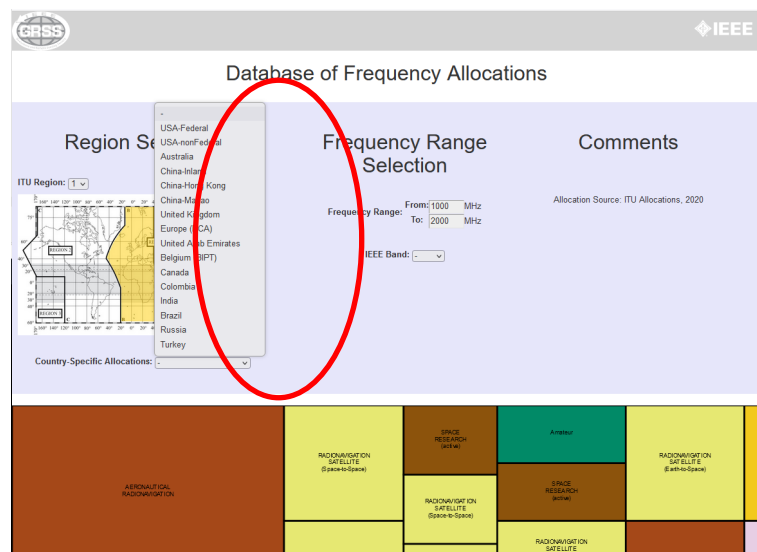 GRSS
IEEE
Database of Frequency Allocations
Region Se
ITU Region: 1
REGION 2
REGION 3
Country-Specific Allocations: -
-
USA-Federal
USA-nonFederal
Australia
China-Inland
China-Hong Kong
China-Macao
United Kingdom
Europe (ECA)
United Arab Emirates
Belgium (BIPT)
Canada
Colombia
India
Brazil
Russia
Turkey
Frequency Range
Selection
Frequency Range:
From: 1000 MHz
To: 2000 MHz
IEEE Band: -
Comments
Allocation Source: ITU Allocations, 2020
AERONAUTICAL
RADIONAVIGATION
RADIONAVIGATION
SATELLITE
(Space-to-Space)
SPACE
RESEARCH
(active)
RADIONAVIGATION
SATELLITE
(Space-to-Space)
Amateur
SPACE
RESEARCH
(active)
RADIONAVIGATION
SATELLITE
RADIONAVIGATION
SATELLITE
(Earth-to-Space)